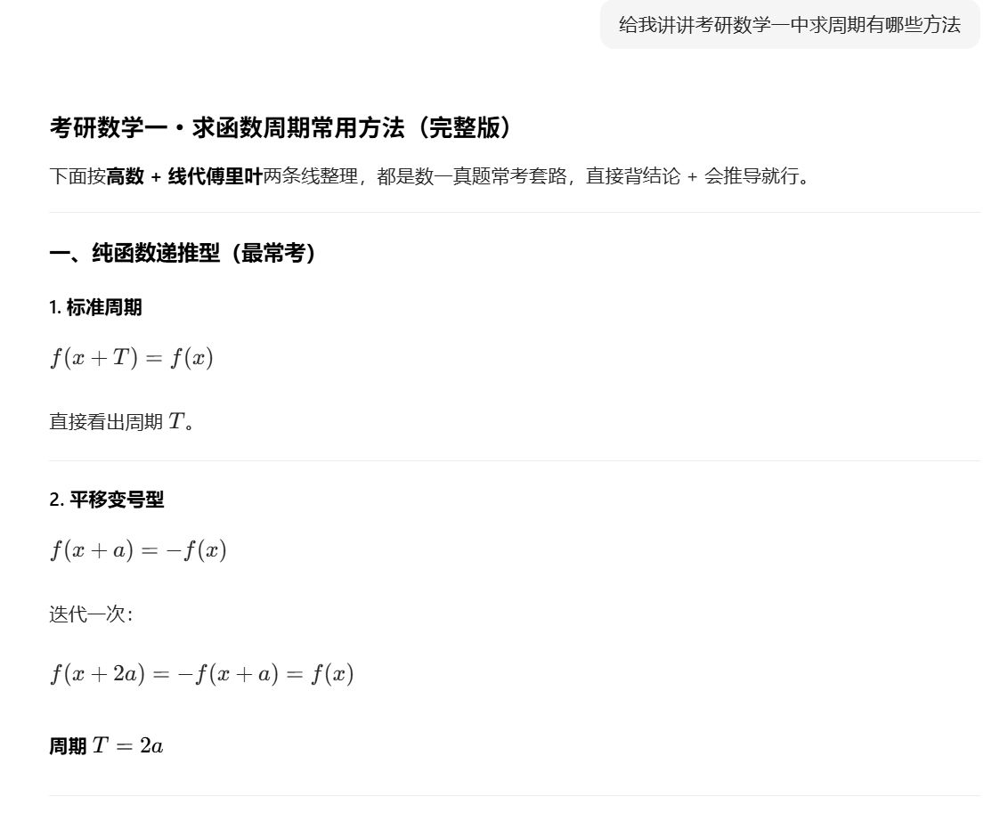 给我讲讲考研数学一中求周期有哪些方法
考研数学一 · 求函数周期常用方法（完整版）
下面按高数 + 线代傅里叶两条线整理，都是数一真题常考套路，直接背结论 + 会推导就行。
一、纯函数递推型（最常考）
1. 标准周期
f(x + T) = f(x)
直接看出周期 T。
2. 平移变号型
f(x + a) = −f(x)
迭代一次：
f(x + 2a) = −f(x + a) = f(x)
周期 T = 2a